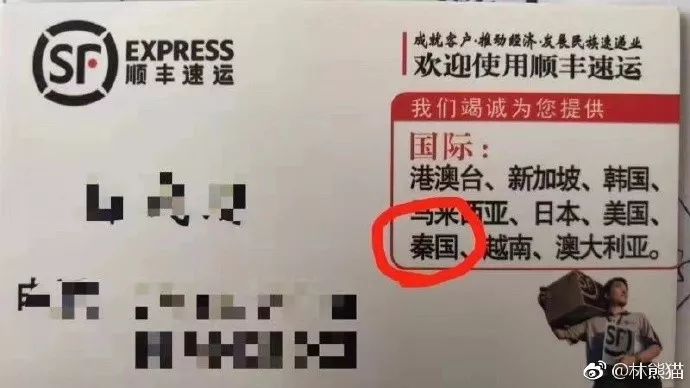 SF EXPRESS
顺丰速运
成就客户·推动经济·发展民族速递业
欢迎使用顺丰速运
我们竭诚为您提供
国际：
港澳台、新加坡、韩国、
马来西亚、日本、美国、
秦国、越南、澳大利亚。
SF
@林熊猫